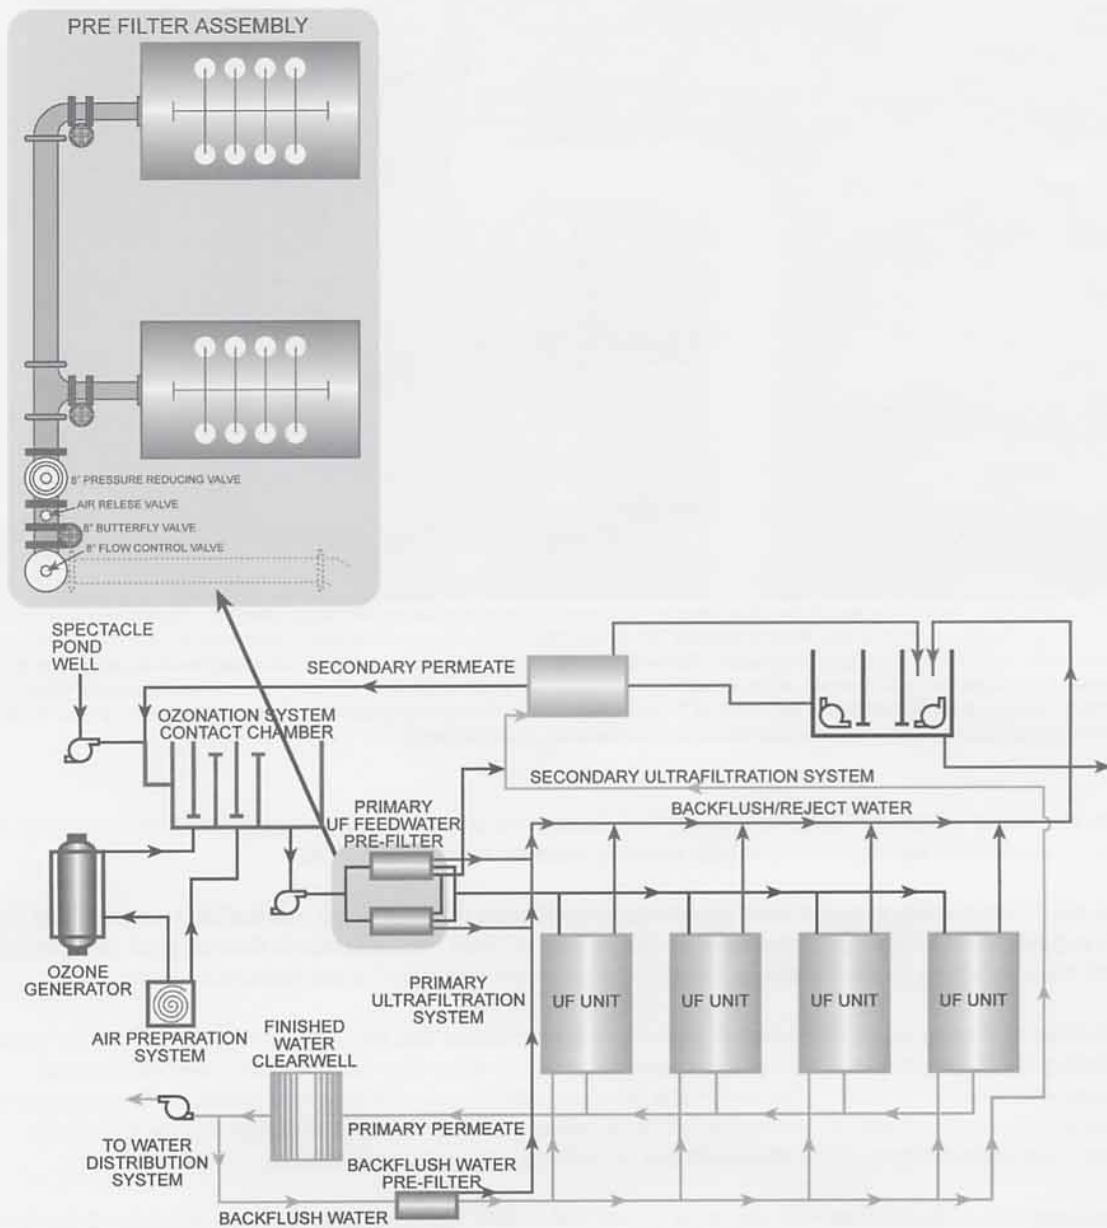 PRE FILTER ASSEMBLY
8" PRESSURE REDUCING VALVE
AIR RELESE VALVE
8" BUTTERFLY VALVE
8" FLOW CONTROL VALVE
SPECTACLE
POND
WELL
SECONDARY PERMEATE
OZONATION SYSTEM
CONTACT CHAMBER
SECONDARY ULTRAFILTRATION SYSTEM
PRIMARY
UF FEEDWATER
PRE-FILTER
BACKFLUSH/REJECT WATER
OZONE
GENERATOR
PRIMARY
ULTRAFILTRATION
SYSTEM
UF UNIT
UF UNIT
UF UNIT
UF UNIT
AIR PREPARATION
SYSTEM
FINISHED
WATER
CLEARWELL
PRIMARY PERMEATE
TO WATER
DISTRIBUTION
SYSTEM
BACKFLUSH WATER
PRE-FILTER
BACKFLUSH WATER